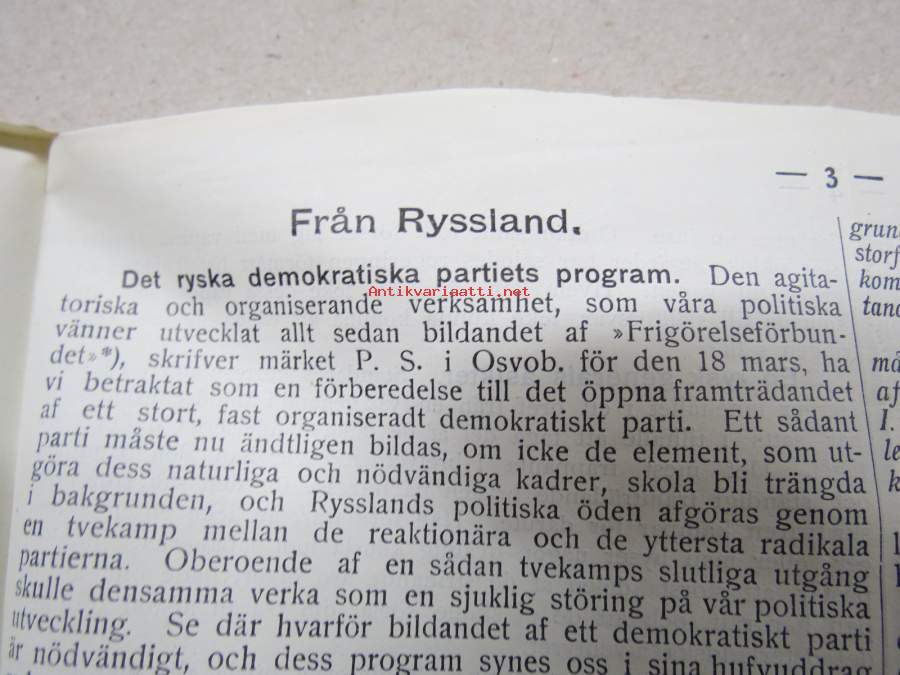 — 3 —
Från Ryssland.
Det ryska demokratiska partiets program. Den agita-
toriska och organiserande verksamhet, som våra politiska
vänner utvecklat allt sedan bildandet af »Frigörelseförbun-
det»*), skrifver märket P. S. i Osvob. för den 18 mars, ha
vi betraktat som en förberedelse till det öppna framträdandet
af ett stort, fast organiseradt demokratiskt parti. Ett sådant
parti måste nu ändtligen bildas, om icke de element, som ut-
göra dess naturliga och nödvändiga kadrer, skola bli trängda
i bakgrunden, och Rysslands politiska öden afgöras genom
en tvekamp mellan de reaktionära och de yttersta radikala
partierna. Oberoende af en sådan tvekamps slutliga utgång
skulle densamma verka som en sjuklig störing på vår politiska
utveckling. Se där hvarför bildandet af ett demokratiskt parti
är nödvändigt, och dess program synes oss i sina hufvuddrag
Antikvariaatti.net